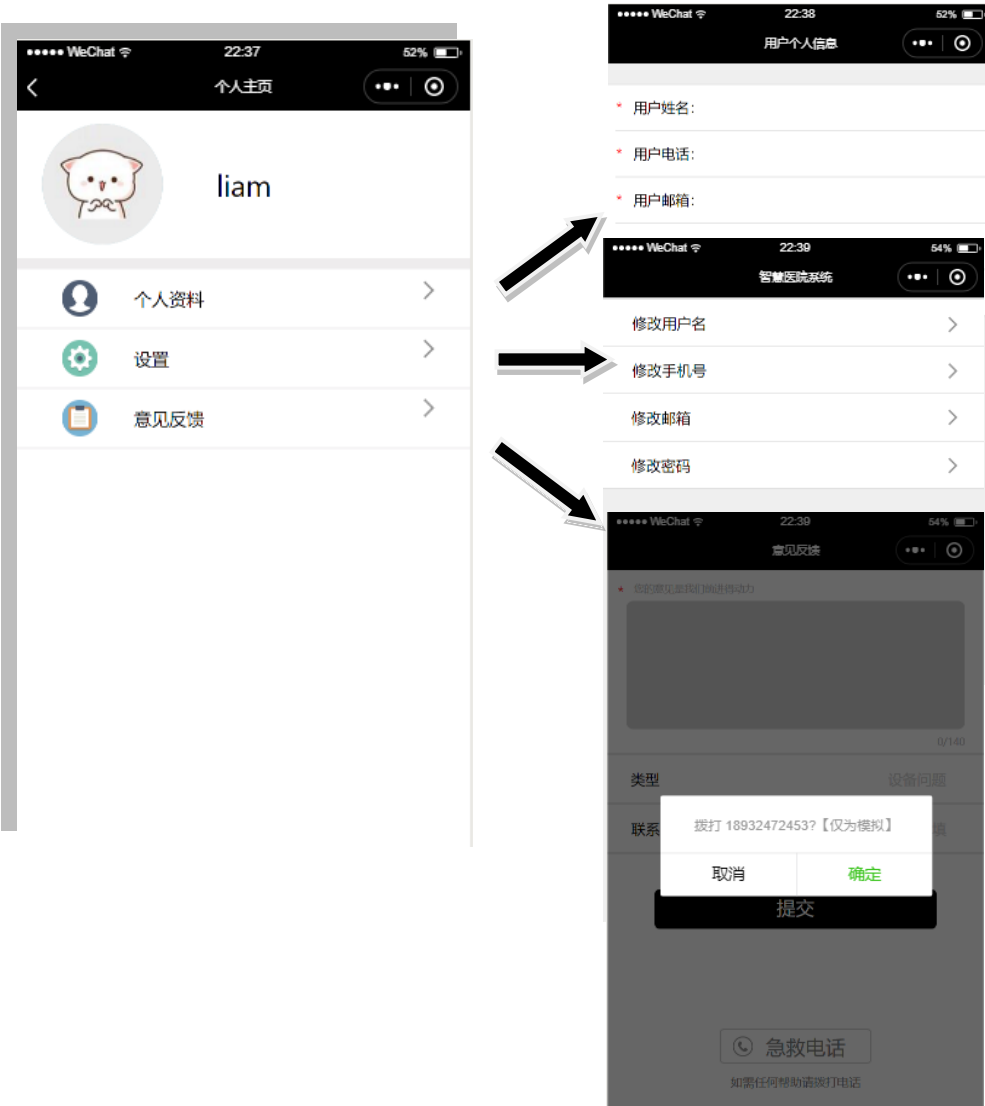 WeChat 22:37 52%
个人主页
liam
个人资料
设置
意见反馈
WeChat 22:38 52%
用户个人信息
* 用户姓名:
* 用户电话:
* 用户邮箱:
WeChat 22:39 54%
智慧医院系统
修改用户名
修改手机号
修改邮箱
修改密码
WeChat 22:39 54%
意见反馈
0/140
类型 设备问题
联系
拨打 18932472453?【仅为模拟】
取消 确定
提交
急救电话
如需任何帮助请拨打电话